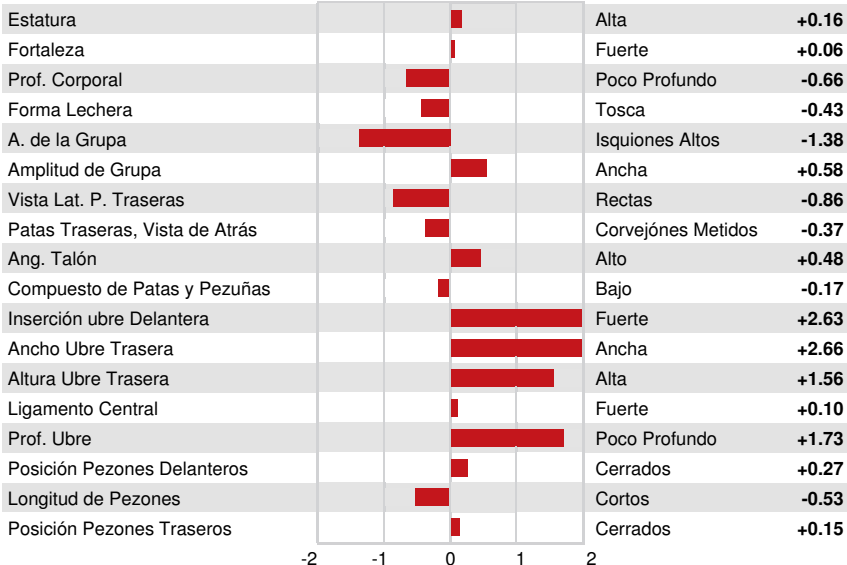 Estatura Alta +0.16
Fortaleza Fuerte +0.06
Prof. Corporal Poco Profundo -0.66
Forma Lechera Tosca -0.43
A. de la Grupa Isquiones Altos -1.38
Amplitud de Grupa Ancha +0.58
Vista Lat. P. Traseras Rectas -0.86
Patas Traseras, Vista de Atrás Corvejónes Metidos -0.37
Ang. Talón Alto +0.48
Compuesto de Patas y Pezuñas Bajo -0.17
Inserción ubre Delantera Fuerte +2.63
Ancho Ubre Trasera Ancha +2.66
Altura Ubre Trasera Alta +1.56
Ligamento Central Fuerte +0.10
Prof. Ubre Poco Profundo +1.73
Posición Pezones Delanteros Cerrados +0.27
Longitud de Pezones Cortos -0.53
Posición Pezones Traseros Cerrados +0.15
-2 -1 0 1 2